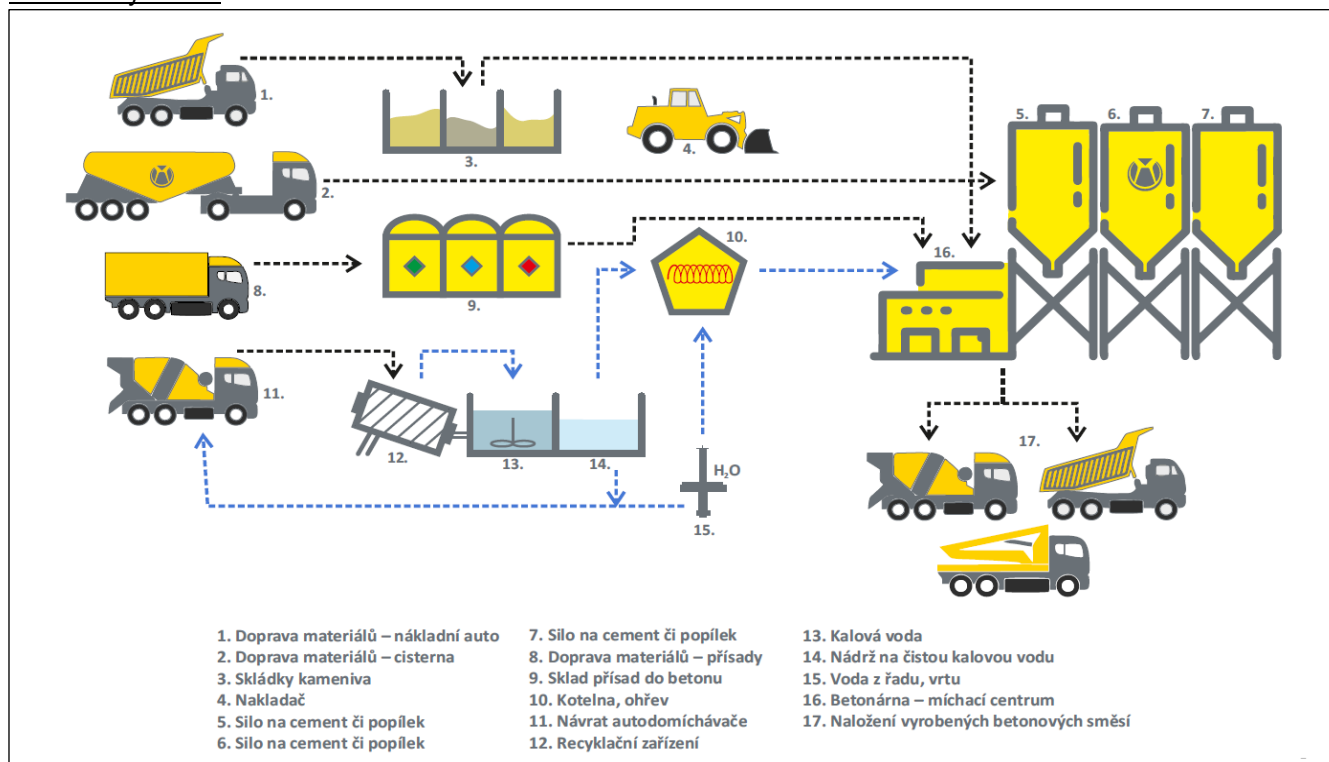 1.
2.
3.
4.
5.
6.
7.
8.
9.
10.
11.
12.
13.
14.
H₂O
15.
16.
17.
1. Doprava materiálů – nákladní auto
2. Doprava materiálů – cisterna
3. Skládky kameniva
4. Nakladač
5. Silo na cement či popílek
6. Silo na cement či popílek
7. Silo na cement či popílek
8. Doprava materiálů – přísady
9. Sklad přísad do betonu
10. Kotelna, ohřev
11. Návrat autodomíchávače
12. Recyklační zařízení
13. Kalová voda
14. Nádrž na čistou kalovou vodu
15. Voda z řadu, vrtu
16. Betonárna – míchací centrum
17. Naložení vyrobených betonových směsí